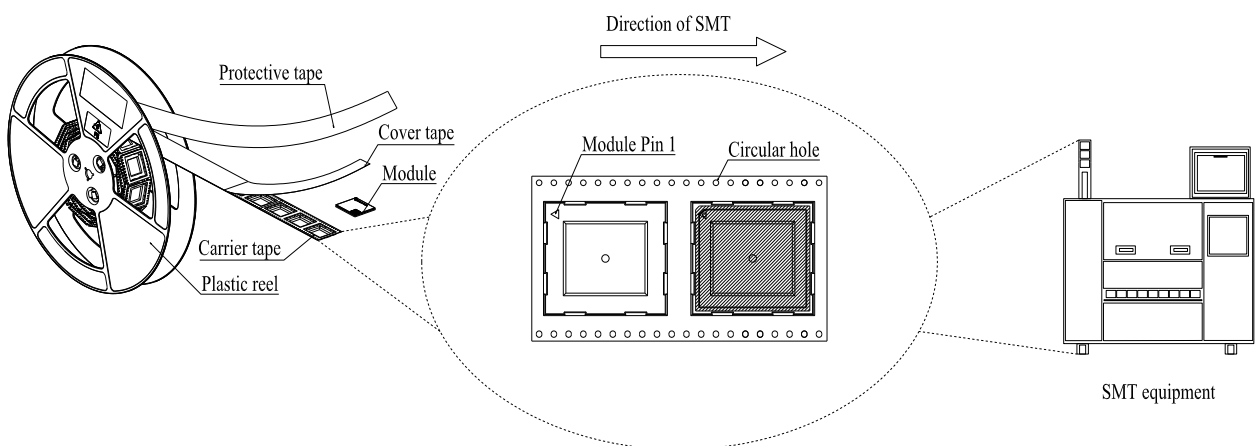 Direction of SMT
Protective tape
Cover tape
Module
Carrier tape
Plastic reel
Module Pin 1
Circular hole
SMT equipment